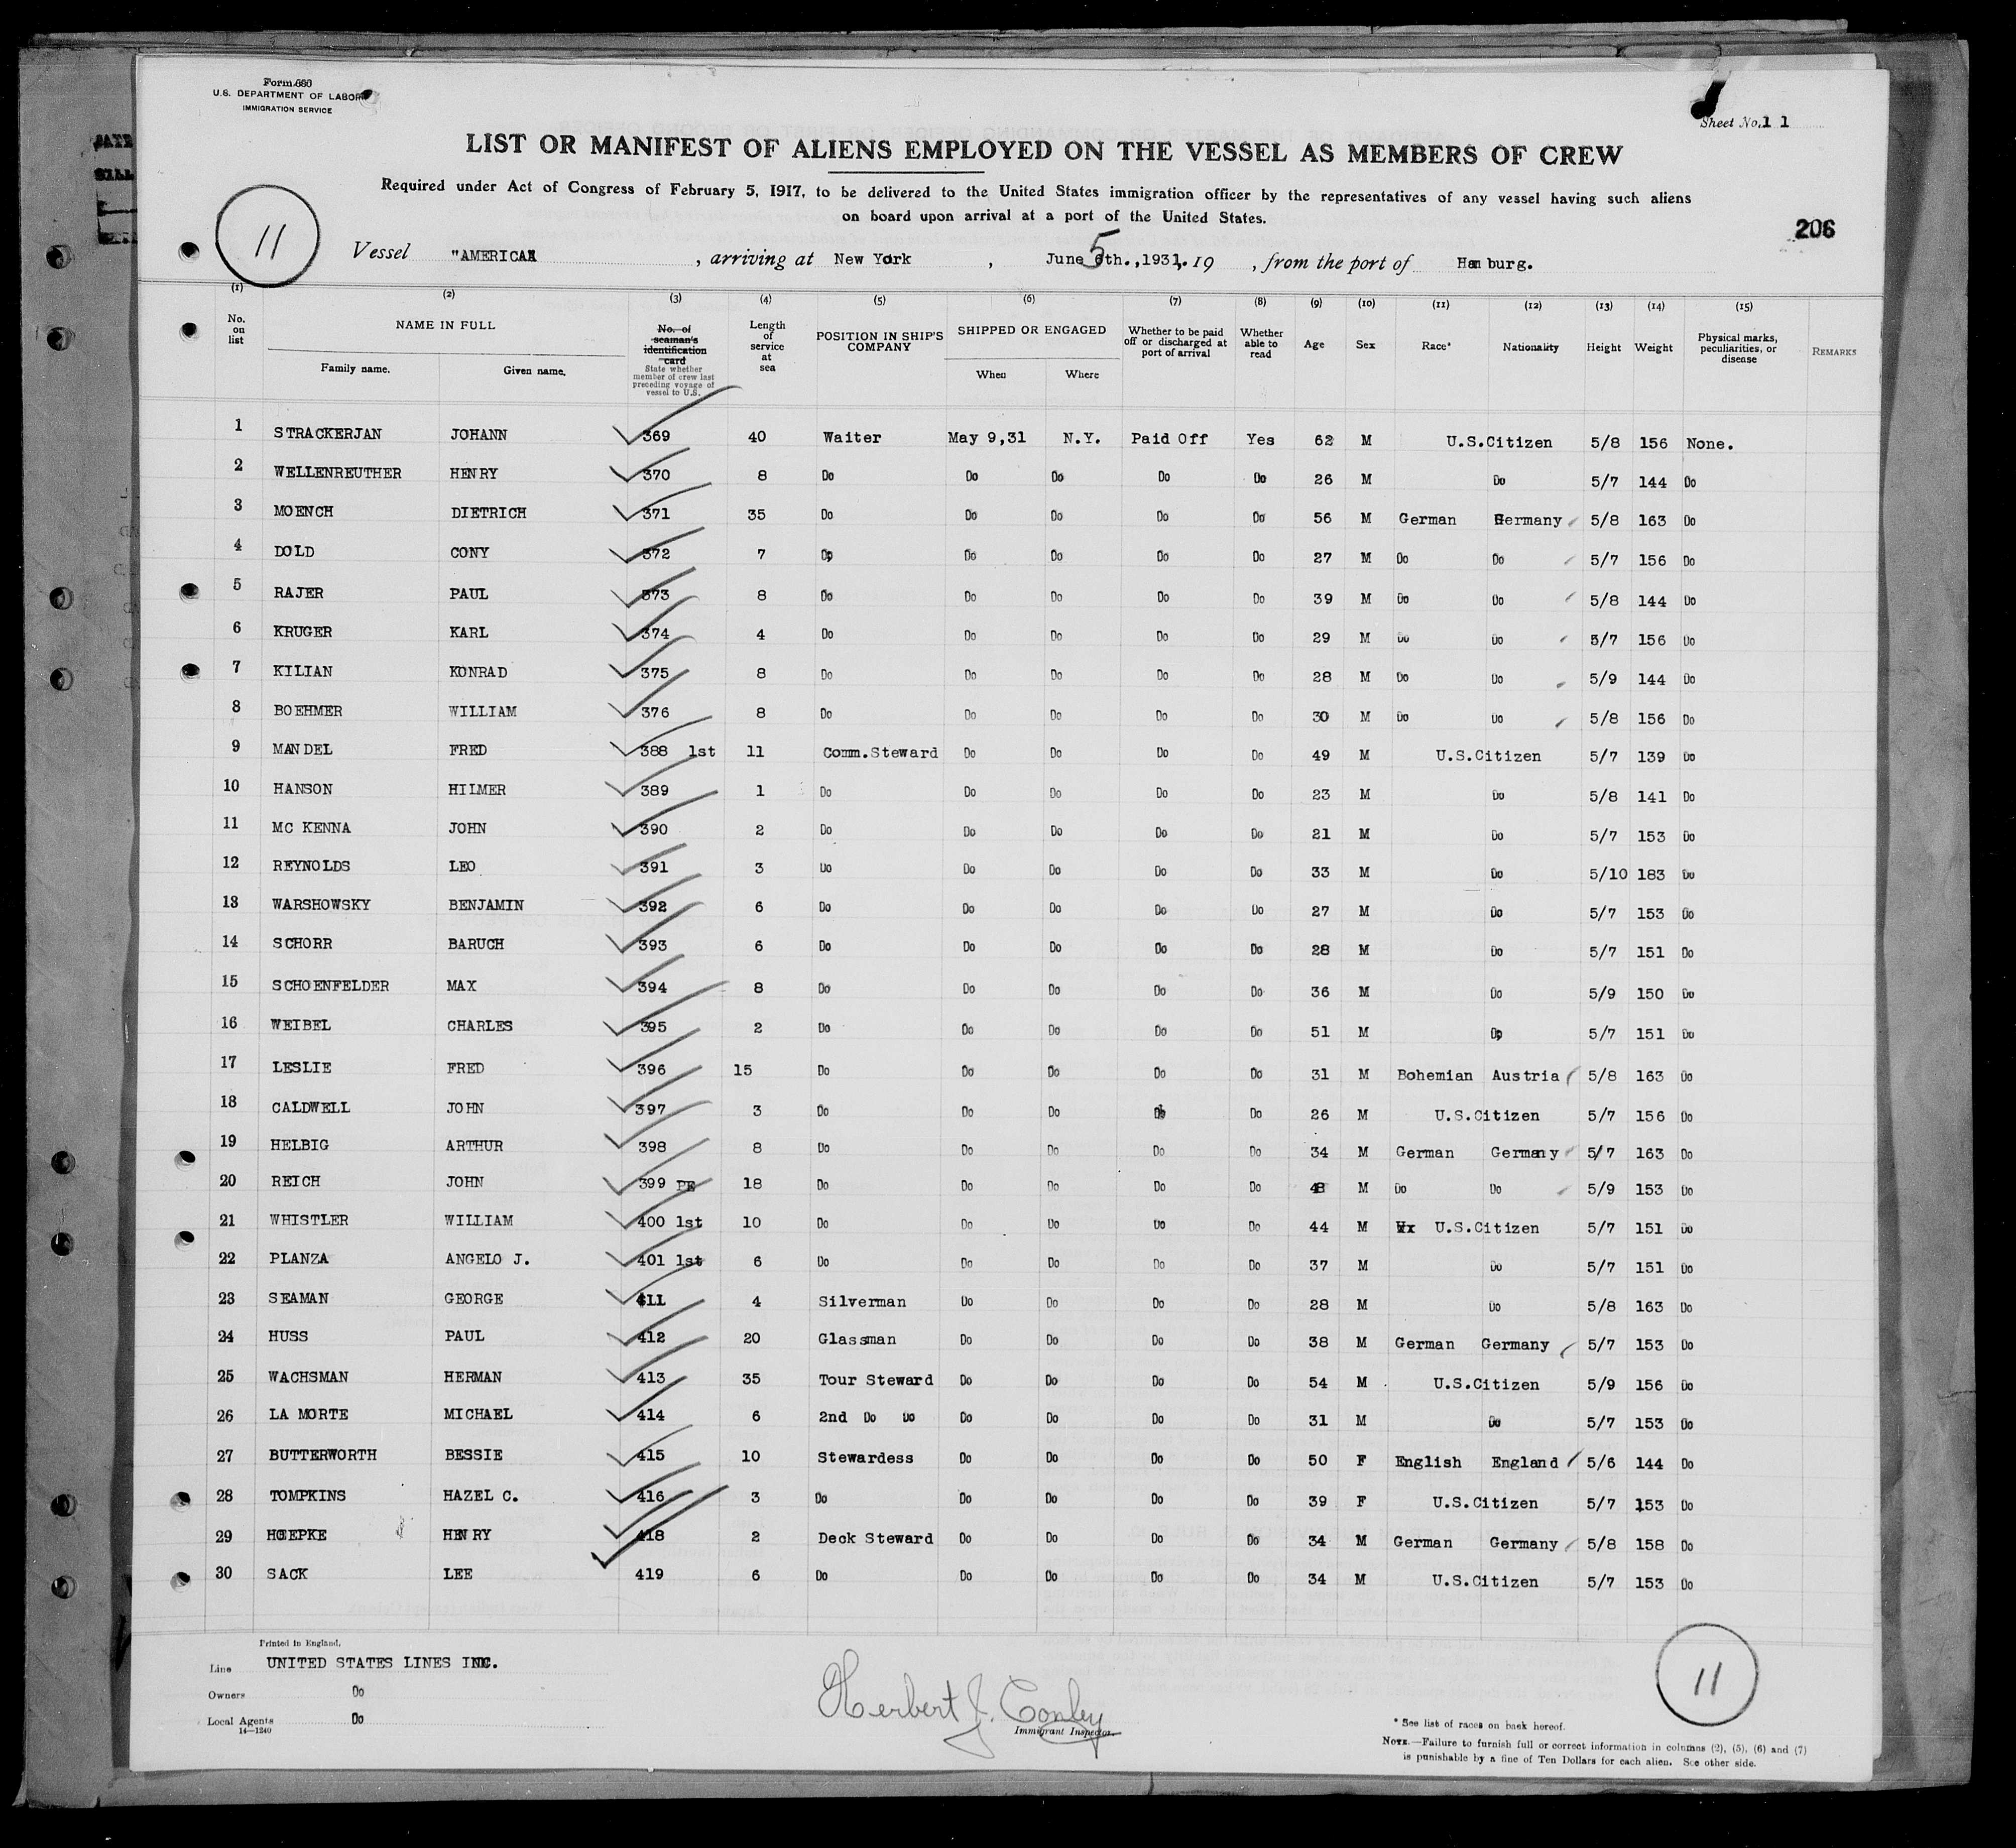 Form 680
U.S. DEPARTMENT OF LABOR
IMMIGRATION SERVICE
Sheet No. 11
LIST OR MANIFEST OF ALIENS EMPLOYED ON THE VESSEL AS MEMBERS OF CREW
Required under Act of Congress of February 5, 1917, to be delivered to the United States immigration officer by the representatives of any vessel having such aliens
on board upon arrival at a port of the United States.
206
11
Vessel "AMERICA", arriving at New York, June 5th., 1931, 19 , from the port of Hamburg.
(1) (2) (3) (4) (5) (6) (7) (8) (9) (10) (11) (12) (13) (14) (15)
No. on list NAME IN FULL Family name. Given name. No. of seaman's identification card State whether member of crew last preceding voyage of vessel to U.S. Length of service at sea POSITION IN SHIP'S COMPANY SHIPPED OR ENGAGED When Where Whether to be paid off or discharged at port of arrival Whether able to read Age Sex Race* Nationality Height Weight Physical marks, peculiarities, or disease REMARKS
1 STRACKERJAN JOHANN 369 40 Waiter May 9,31 N.Y. Paid Off Yes 62 M U.S.Citizen 5/8 156 None.
2 WELLENREUTHER HENRY 370 8 Do Do Do Do Do 26 M Do 5/7 144 Do
3 MOENCH DIETRICH 371 35 Do Do Do Do Do 56 M German Germany 5/8 163 Do
4 DOLD CONY 372 7 Do Do Do Do Do 27 M Do Do 5/7 156 Do
5 RAJER PAUL 373 8 Do Do Do Do Do 39 M Do Do 5/8 144 Do
6 KRUGER KARL 374 4 Do Do Do Do Do 29 M Do Do 5/7 156 Do
7 KILIAN KONRAD 375 8 Do Do Do Do Do 28 M Do Do 5/9 144 Do
8 BOEHMER WILLIAM 376 8 Do Do Do Do Do 30 M Do Do 5/8 156 Do
9 MANDEL FRED 388 1st 11 Comm.Steward Do Do Do Do 49 M U.S.Citizen 5/7 139 Do
10 HANSON HILMER 389 1 Do Do Do Do Do 23 M Do 5/8 141 Do
11 MC KENNA JOHN 390 2 Do Do Do Do Do 21 M Do 5/7 153 Do
12 REYNOLDS LEO 391 3 Do Do Do Do Do 33 M Do 5/10 183 Do
13 WARSHOWSKY BENJAMIN 392 6 Do Do Do Do Do 27 M Do 5/7 153 Do
14 SCHORR BARUCH 393 6 Do Do Do Do Do 28 M Do 5/7 151 Do
15 SCHOENFELDER MAX 394 8 Do Do Do Do Do 36 M Do 5/9 150 Do
16 WEIBEL CHARLES 395 2 Do Do Do Do Do 51 M Do 5/7 151 Do
17 LESLIE FRED 396 15 Do Do Do Do Do 31 M Bohemian Austria 5/8 163 Do
18 CALDWELL JOHN 397 3 Do Do Do Do Do 26 M U.S.Citizen 5/7 156 Do
19 HELBIG ARTHUR 398 8 Do Do Do Do Do 34 M German Germany 5/7 163 Do
20 REICH JOHN 399 PE 18 Do Do Do Do Do 48 M Do Do 5/9 153 Do
21 WHISTLER WILLIAM 400 1st 10 Do Do Do Do Do 44 M U.S.Citizen 5/7 151 Do
22 PLANZA ANGELO J. 401 1st 6 Do Do Do Do Do 37 M Do 5/7 151 Do
23 SEAMAN GEORGE 411 4 Silverman Do Do Do Do 28 M Do 5/8 163 Do
24 HUSS PAUL 412 20 Glassman Do Do Do Do 38 M German Germany 5/7 153 Do
25 WACHSMAN HERMAN 413 35 Tour Steward Do Do Do Do 54 M U.S.Citizen 5/9 156 Do
26 LA MORTE MICHAEL 414 6 2nd Do Do Do Do Do Do 31 M Do 5/7 153 Do
27 BUTTERWORTH BESSIE 415 10 Stewardess Do Do Do Do 50 F English England 5/6 144 Do
28 TOMPKINS HAZEL C. 416 3 Do Do Do Do Do 39 F U.S.Citizen 5/7 153 Do
29 HOEPKE HENRY 418 2 Deck Steward Do Do Do Do 34 M German Germany 5/8 158 Do
30 SACK LEE 419 6 Do Do Do Do Do 34 M U.S.Citizen 5/7 153 Do
Printed in England.
Line UNITED STATES LINES INC.
Owners Do
Local Agents Do
14—1240
Herbert J. Conley
Immigrant Inspector.
11
* See list of races on back hereof.
NOTE.—Failure to furnish full or correct information in columns (2), (5), (6) and (7)
is punishable by a fine of Ten Dollars for each alien. See other side.